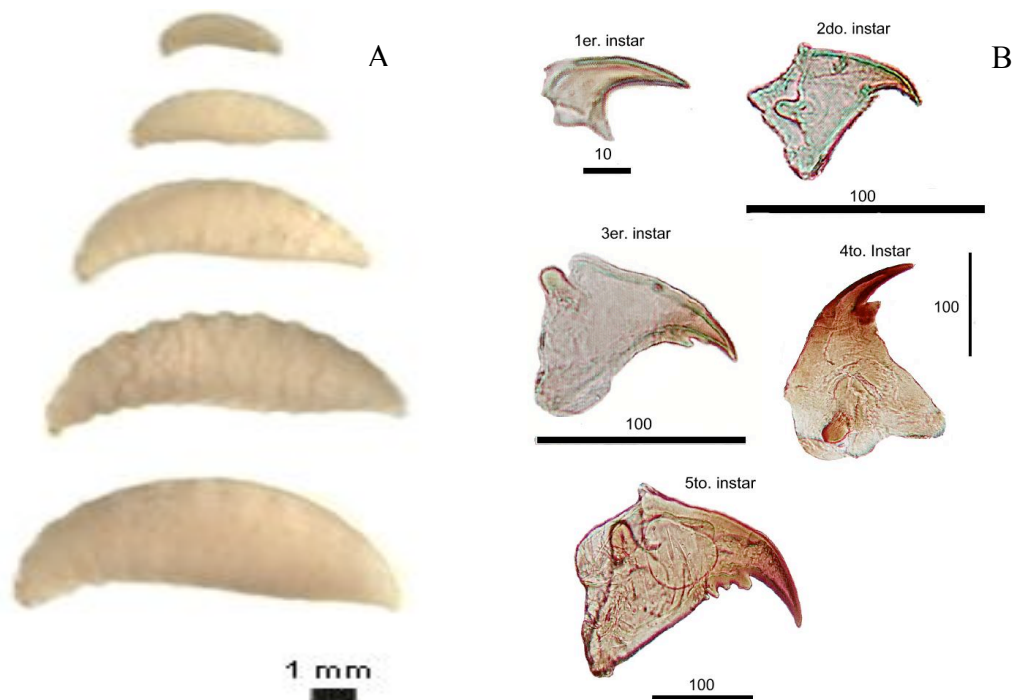 A
1 mm
B
1er. instar
10
2do. instar
100
3er. instar
100
4to. Instar
100
5to. instar
100